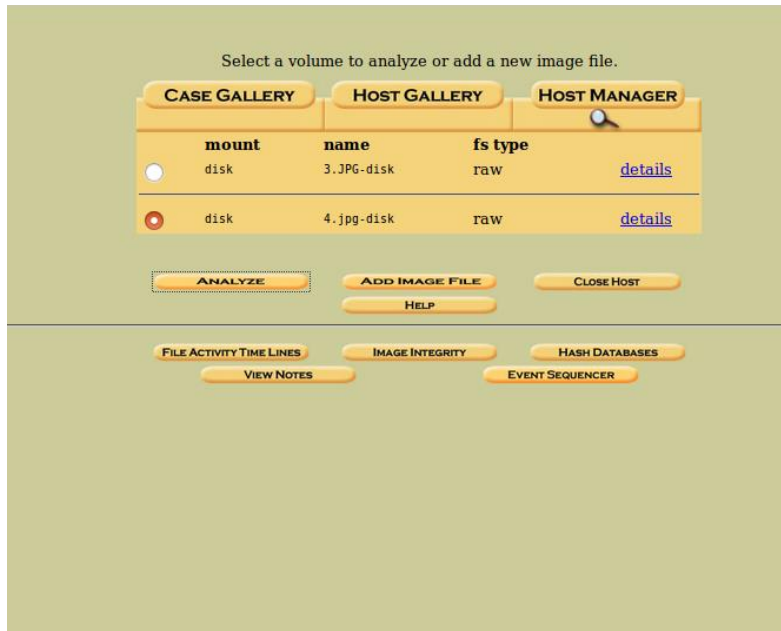 Select a volume to analyze or add a new image file.
CASE GALLERY HOST GALLERY HOST MANAGER
mount name fs type
disk 3.JPG-disk raw details
disk 4.jpg-disk raw details
ANALYZE ADD IMAGE FILE CLOSE HOST
HELP
FILE ACTIVITY TIME LINES IMAGE INTEGRITY HASH DATABASES
VIEW NOTES EVENT SEQUENCER